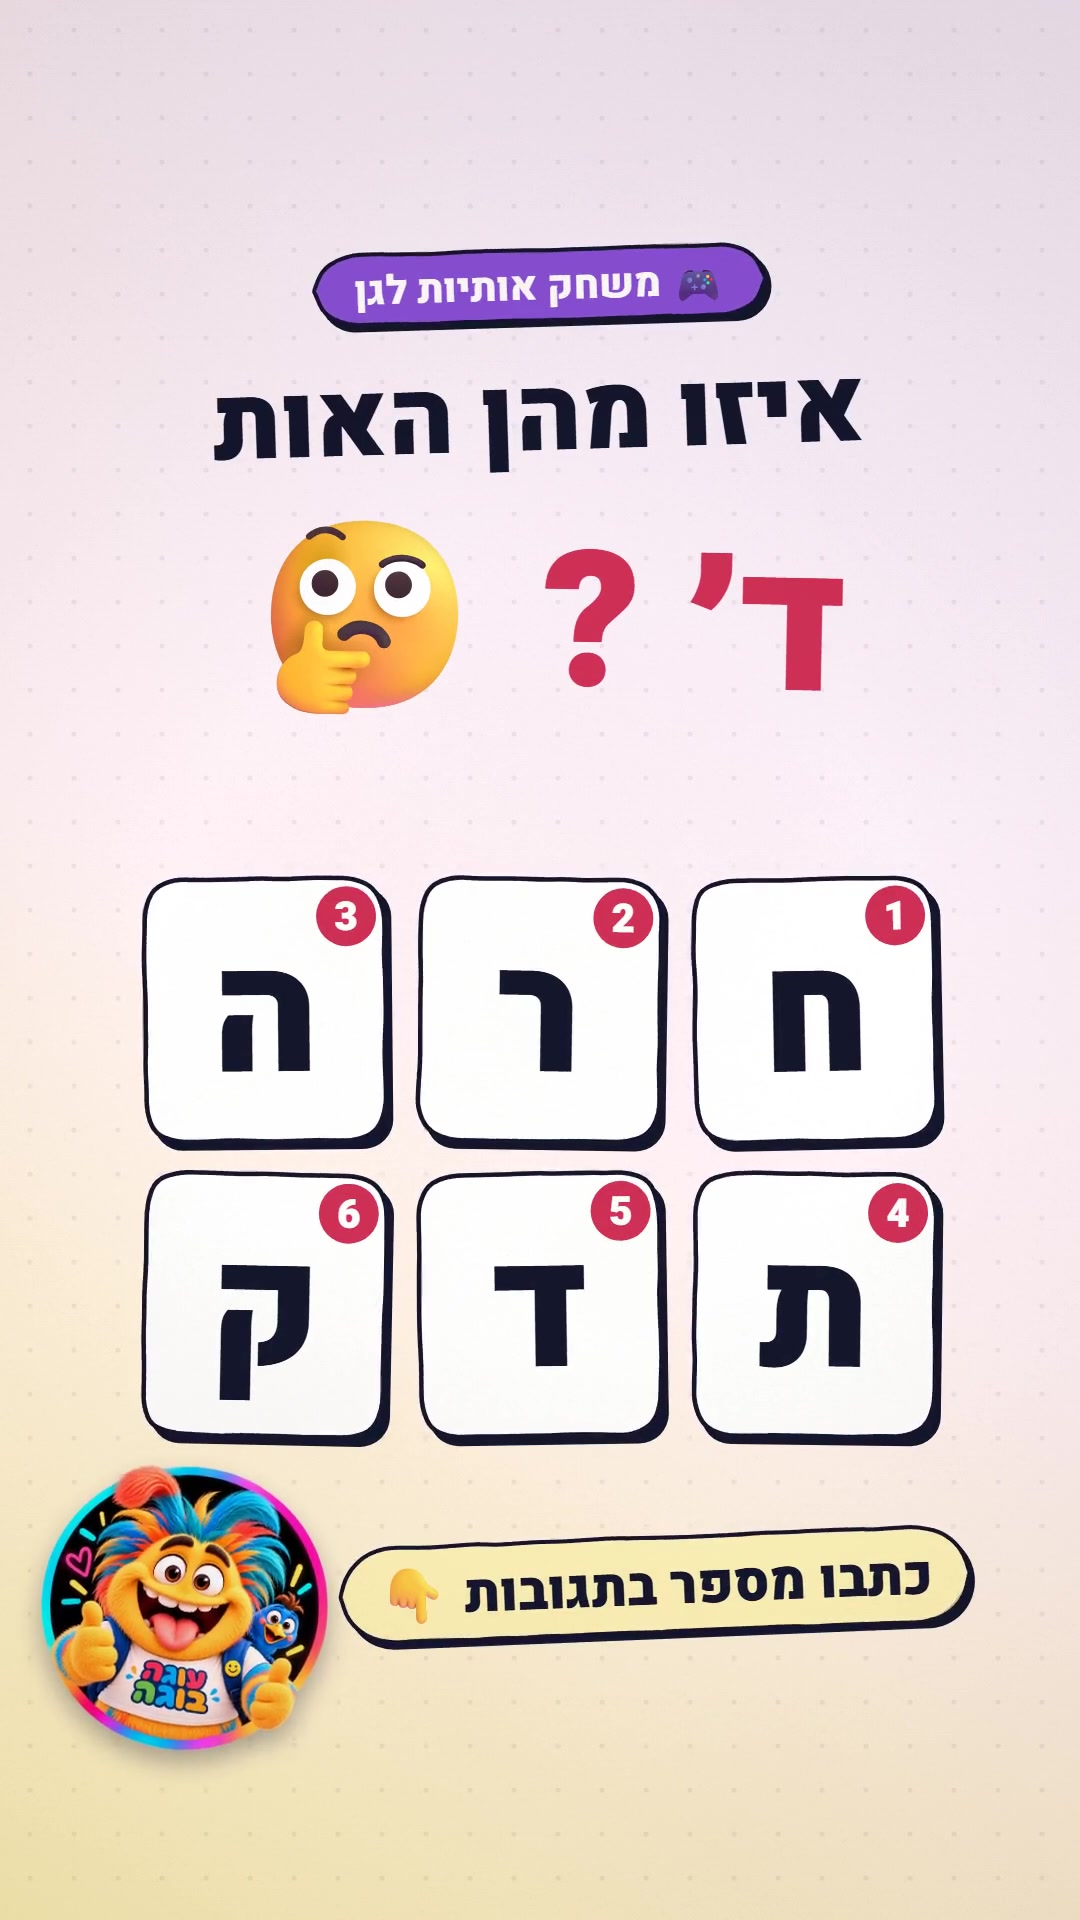 🎮 משחק אותיות לגן
איזו מהן האות
ד׳ ? 🤔
1
ח
2
ר
3
ה
4
ת
5
ד
6
ק
כתבו מספר בתגובות 👇
עוגה
בוגה